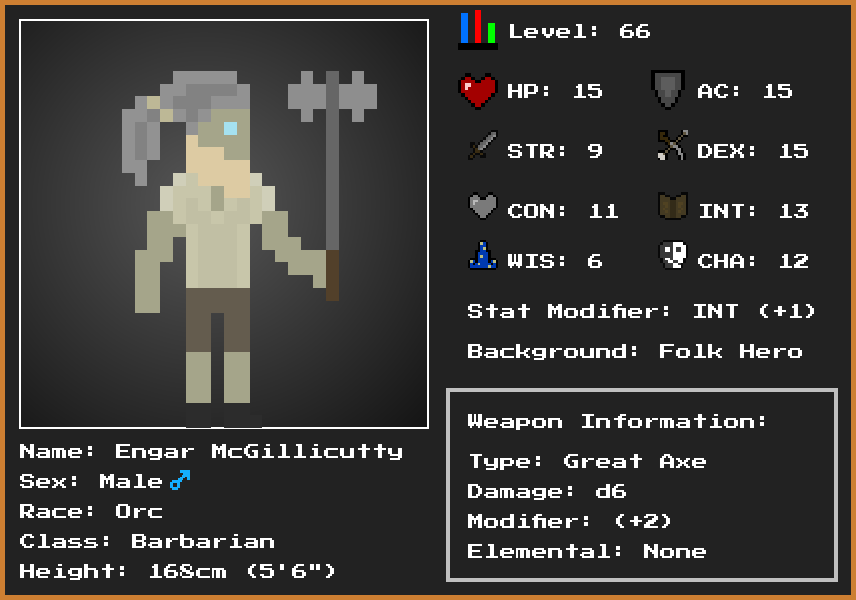 Level: 66
HP: 15 AC: 15
STR: 9 DEX: 15
CON: 11 INT: 13
WIS: 6 CHA: 12
Stat Modifier: INT (+1)
Background: Folk Hero
Weapon Information:
Type: Great Axe
Damage: d6
Modifier: (+2)
Elemental: None
Name: Engar McGillicutty
Sex: Male ♂
Race: Orc
Class: Barbarian
Height: 168cm (5'6")